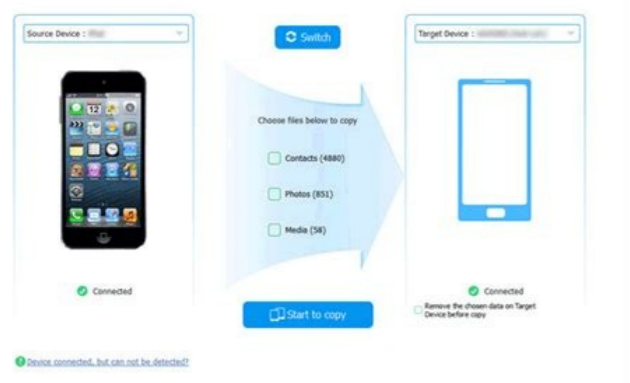 Source Device :
Switch
Target Device :
Choose files below to copy
Contacts (4880)
Photos (851)
Media (58)
Connected
Connected
Start to copy
Remove the chosen data on Target
Device before copy
Device connected, but can not be detected?